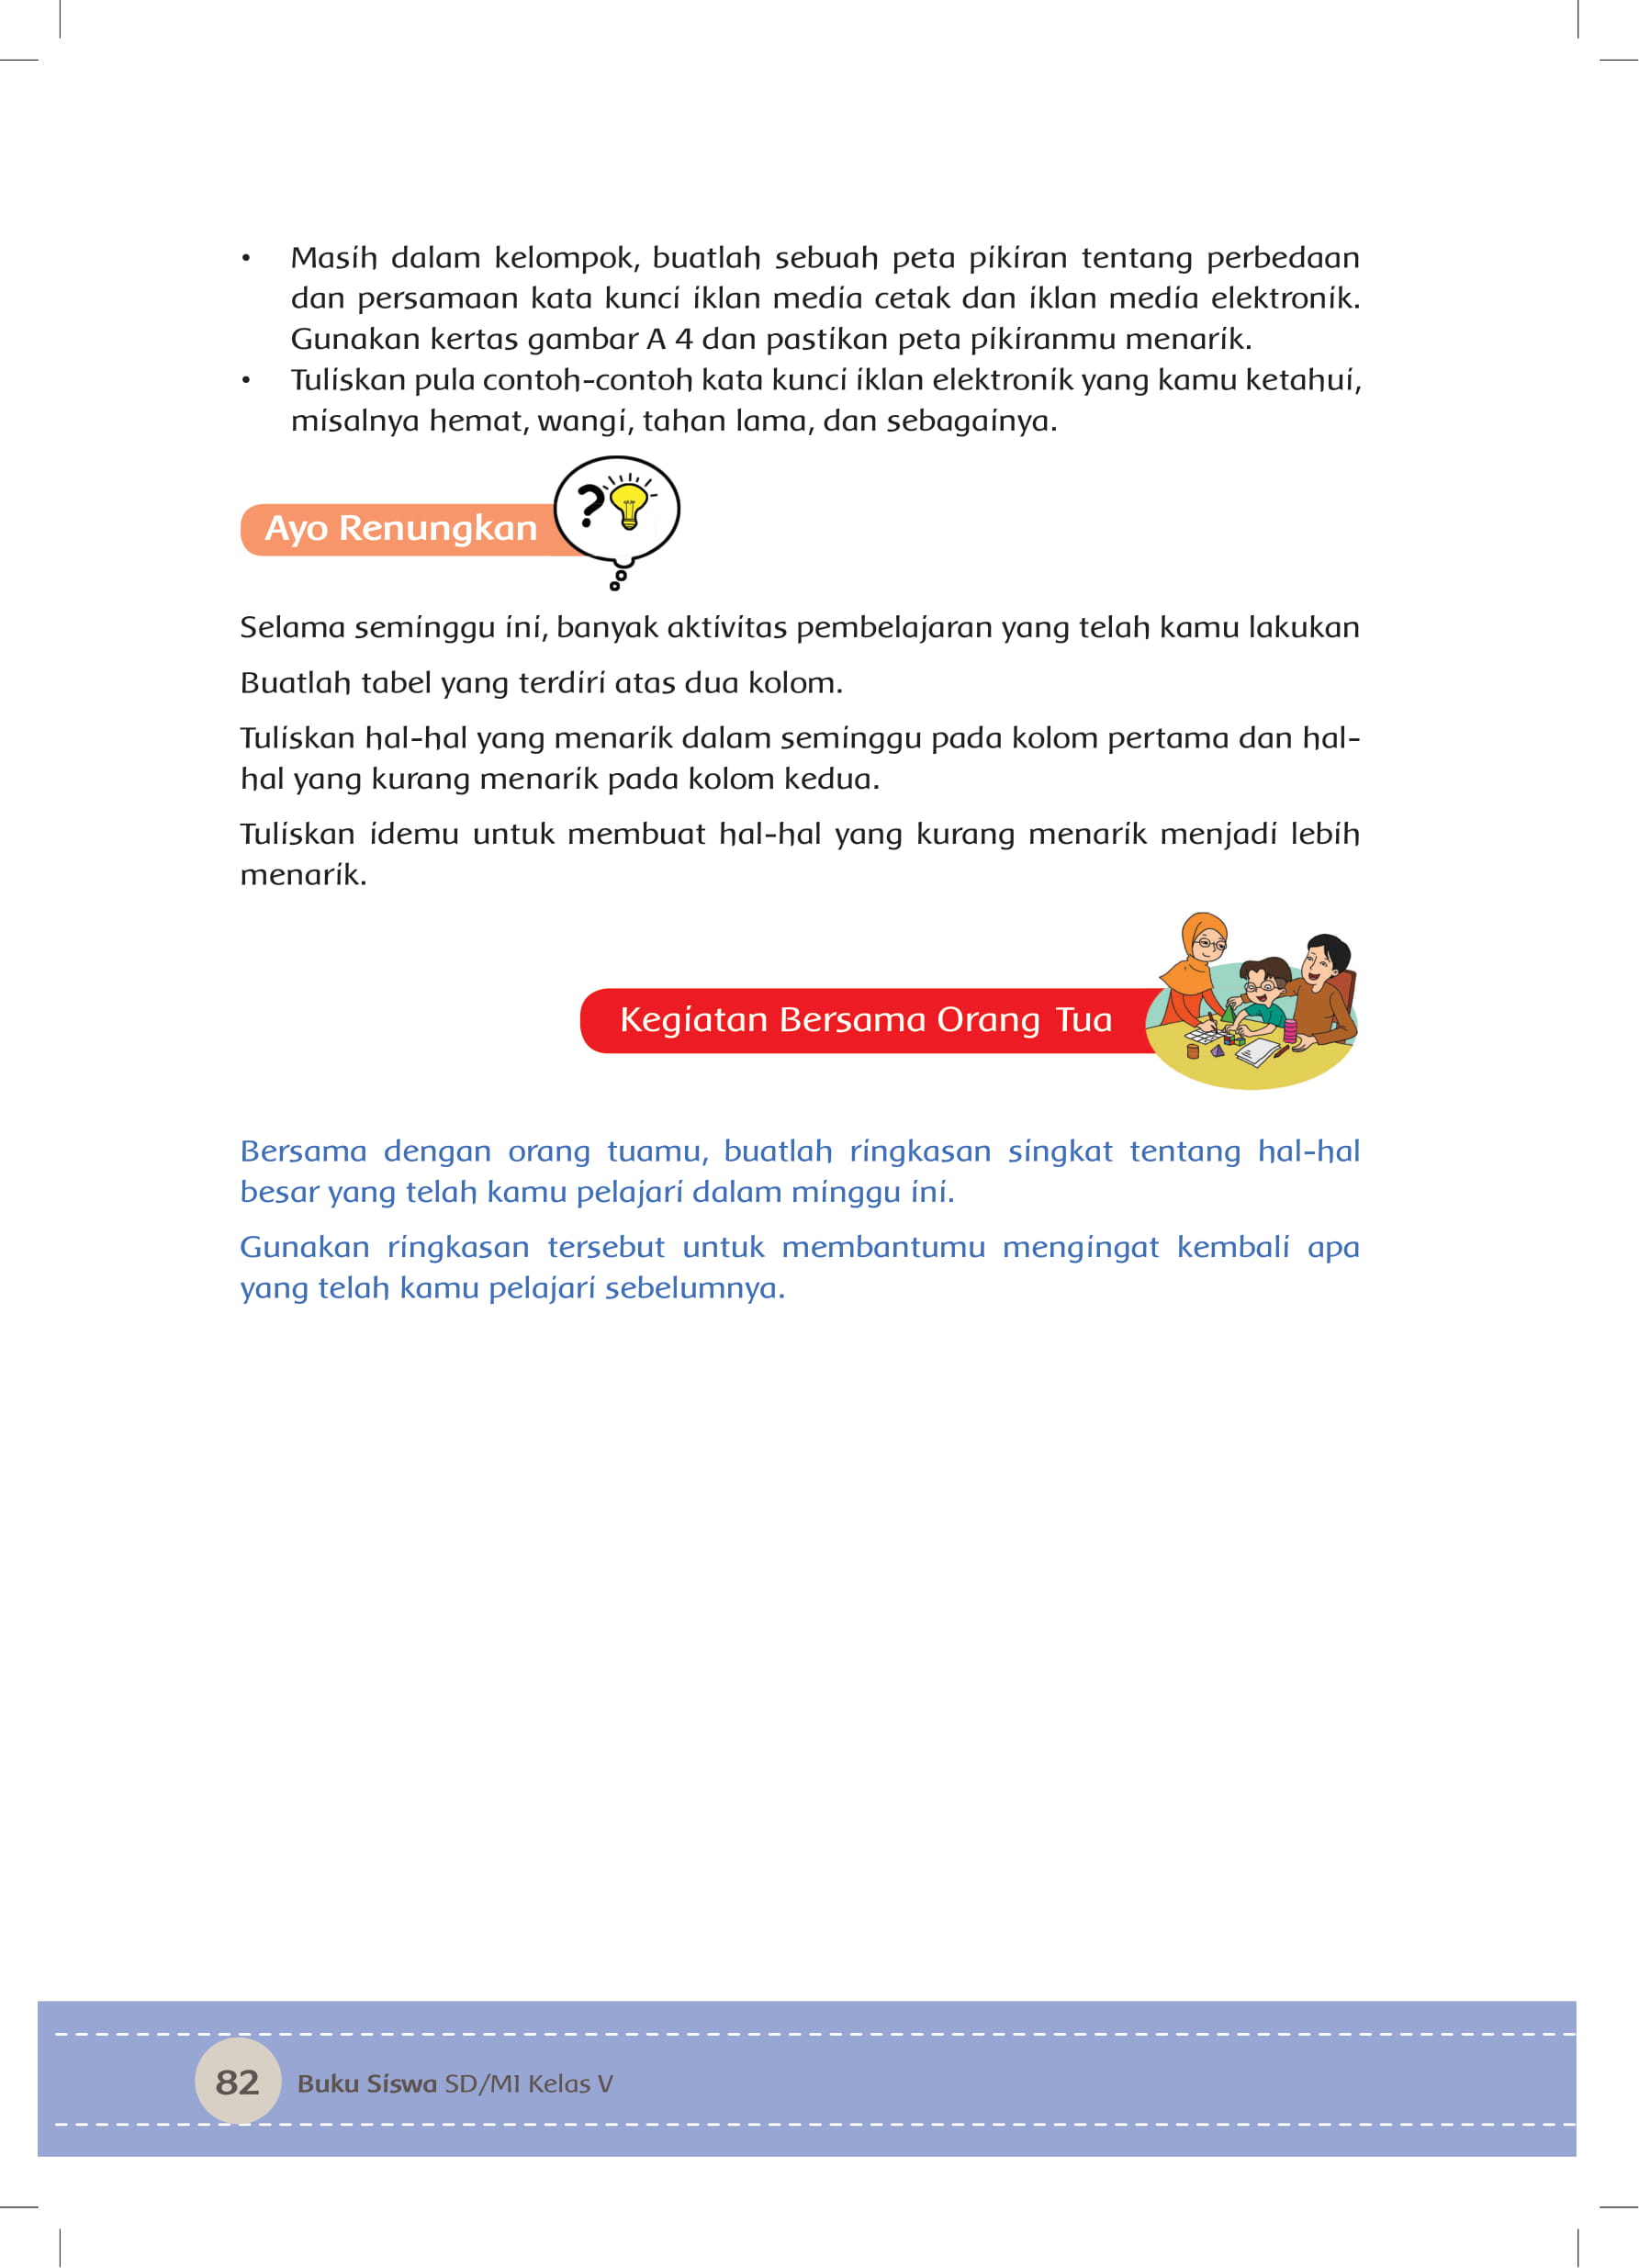 • Masih dalam kelompok, buatlah sebuah peta pikiran tentang perbedaan
dan persamaan kata kunci iklan media cetak dan iklan media elektronik.
Gunakan kertas gambar A 4 dan pastikan peta pikiranmu menarik.
• Tuliskan pula contoh-contoh kata kunci iklan elektronik yang kamu ketahui,
misalnya hemat, wangi, tahan lama, dan sebagainya.
Ayo Renungkan
?
Selama seminggu ini, banyak aktivitas pembelajaran yang telah kamu lakukan
Buatlah tabel yang terdiri atas dua kolom.
Tuliskan hal-hal yang menarik dalam seminggu pada kolom pertama dan hal-
hal yang kurang menarik pada kolom kedua.
Tuliskan idemu untuk membuat hal-hal yang kurang menarik menjadi lebih
menarik.
Kegiatan Bersama Orang Tua
Bersama dengan orang tuamu, buatlah ringkasan singkat tentang hal-hal
besar yang telah kamu pelajari dalam minggu ini.
Gunakan ringkasan tersebut untuk membantumu mengingat kembali apa
yang telah kamu pelajari sebelumnya.
82 Buku Siswa SD/MI Kelas V